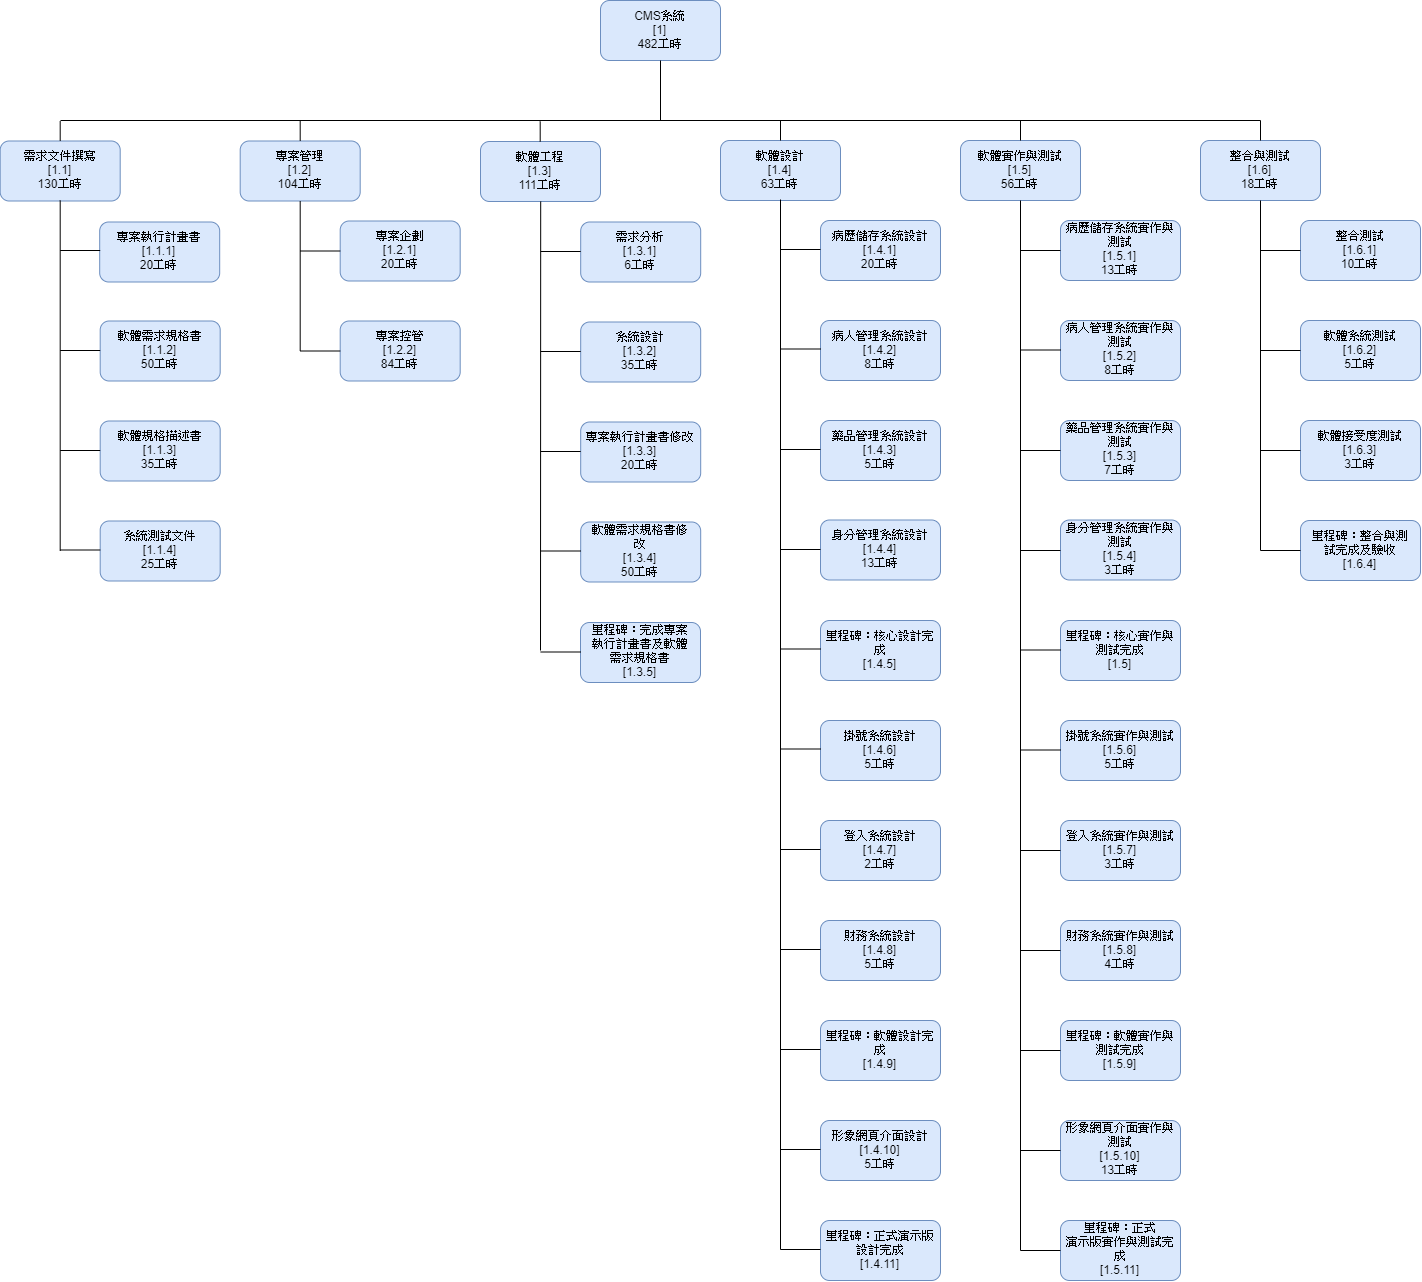 CMS系統
[1]
482工時
需求文件撰寫
[1.1]
130工時
專案管理
[1.2]
104工時
軟體工程
[1.3]
111工時
軟體設計
[1.4]
63工時
軟體實作與測試
[1.5]
56工時
整合與測試
[1.6]
18工時
專案執行計畫書
[1.1.1]
20工時
軟體需求規格書
[1.1.2]
50工時
軟體規格描述書
[1.1.3]
35工時
系統測試文件
[1.1.4]
25工時
專案企劃
[1.2.1]
20工時
專案控管
[1.2.2]
84工時
需求分析
[1.3.1]
6工時
系統設計
[1.3.2]
35工時
專案執行計畫書修改
[1.3.3]
20工時
軟體需求規格書修
改
[1.3.4]
50工時
里程碑：完成專案
執行計畫書及軟體
需求規格書
[1.3.5]
病歷儲存系統設計
[1.4.1]
20工時
病人管理系統設計
[1.4.2]
8工時
藥品管理系統設計
[1.4.3]
5工時
身分管理系統設計
[1.4.4]
13工時
里程碑：核心設計完
成
[1.4.5]
掛號系統設計
[1.4.6]
5工時
登入系統設計
[1.4.7]
2工時
財務系統設計
[1.4.8]
5工時
里程碑：軟體設計完
成
[1.4.9]
形象網頁介面設計
[1.4.10]
5工時
里程碑：正式演示版
設計完成
[1.4.11]
病歷儲存系統實作與
測試
[1.5.1]
13工時
病人管理系統實作與
測試
[1.5.2]
8工時
藥品管理系統實作與
測試
[1.5.3]
7工時
身分管理系統實作與
測試
[1.5.4]
3工時
里程碑：核心實作與
測試完成
[1.5]
掛號系統實作與測試
[1.5.6]
5工時
登入系統實作與測試
[1.5.7]
3工時
財務系統實作與測試
[1.5.8]
4工時
里程碑：軟體實作與
測試完成
[1.5.9]
形象網頁介面實作與
測試
[1.5.10]
13工時
里程碑：正式
演示版實作與測試完
成
[1.5.11]
整合測試
[1.6.1]
10工時
軟體系統測試
[1.6.2]
5工時
軟體接受度測試
[1.6.3]
3工時
里程碑：整合與測
試完成及驗收
[1.6.4]